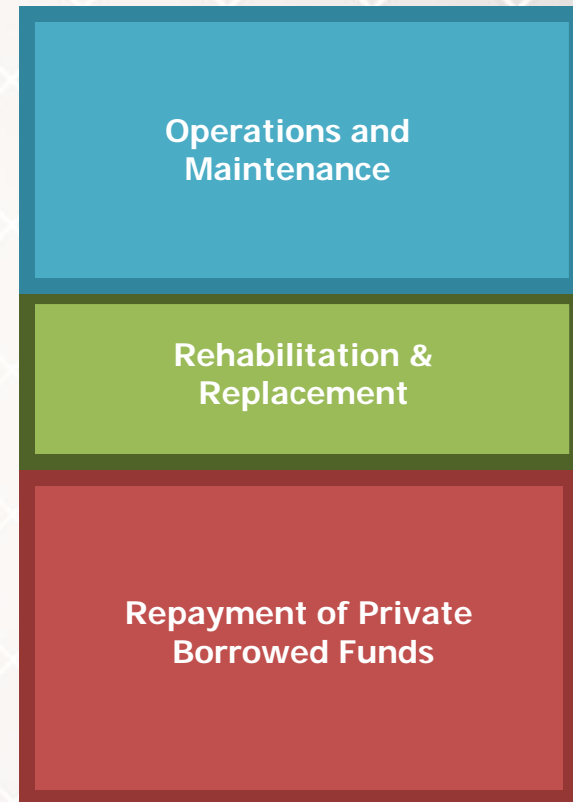 Operations and
Maintenance
Rehabilitation &
Replacement
Repayment of Private
Borrowed Funds